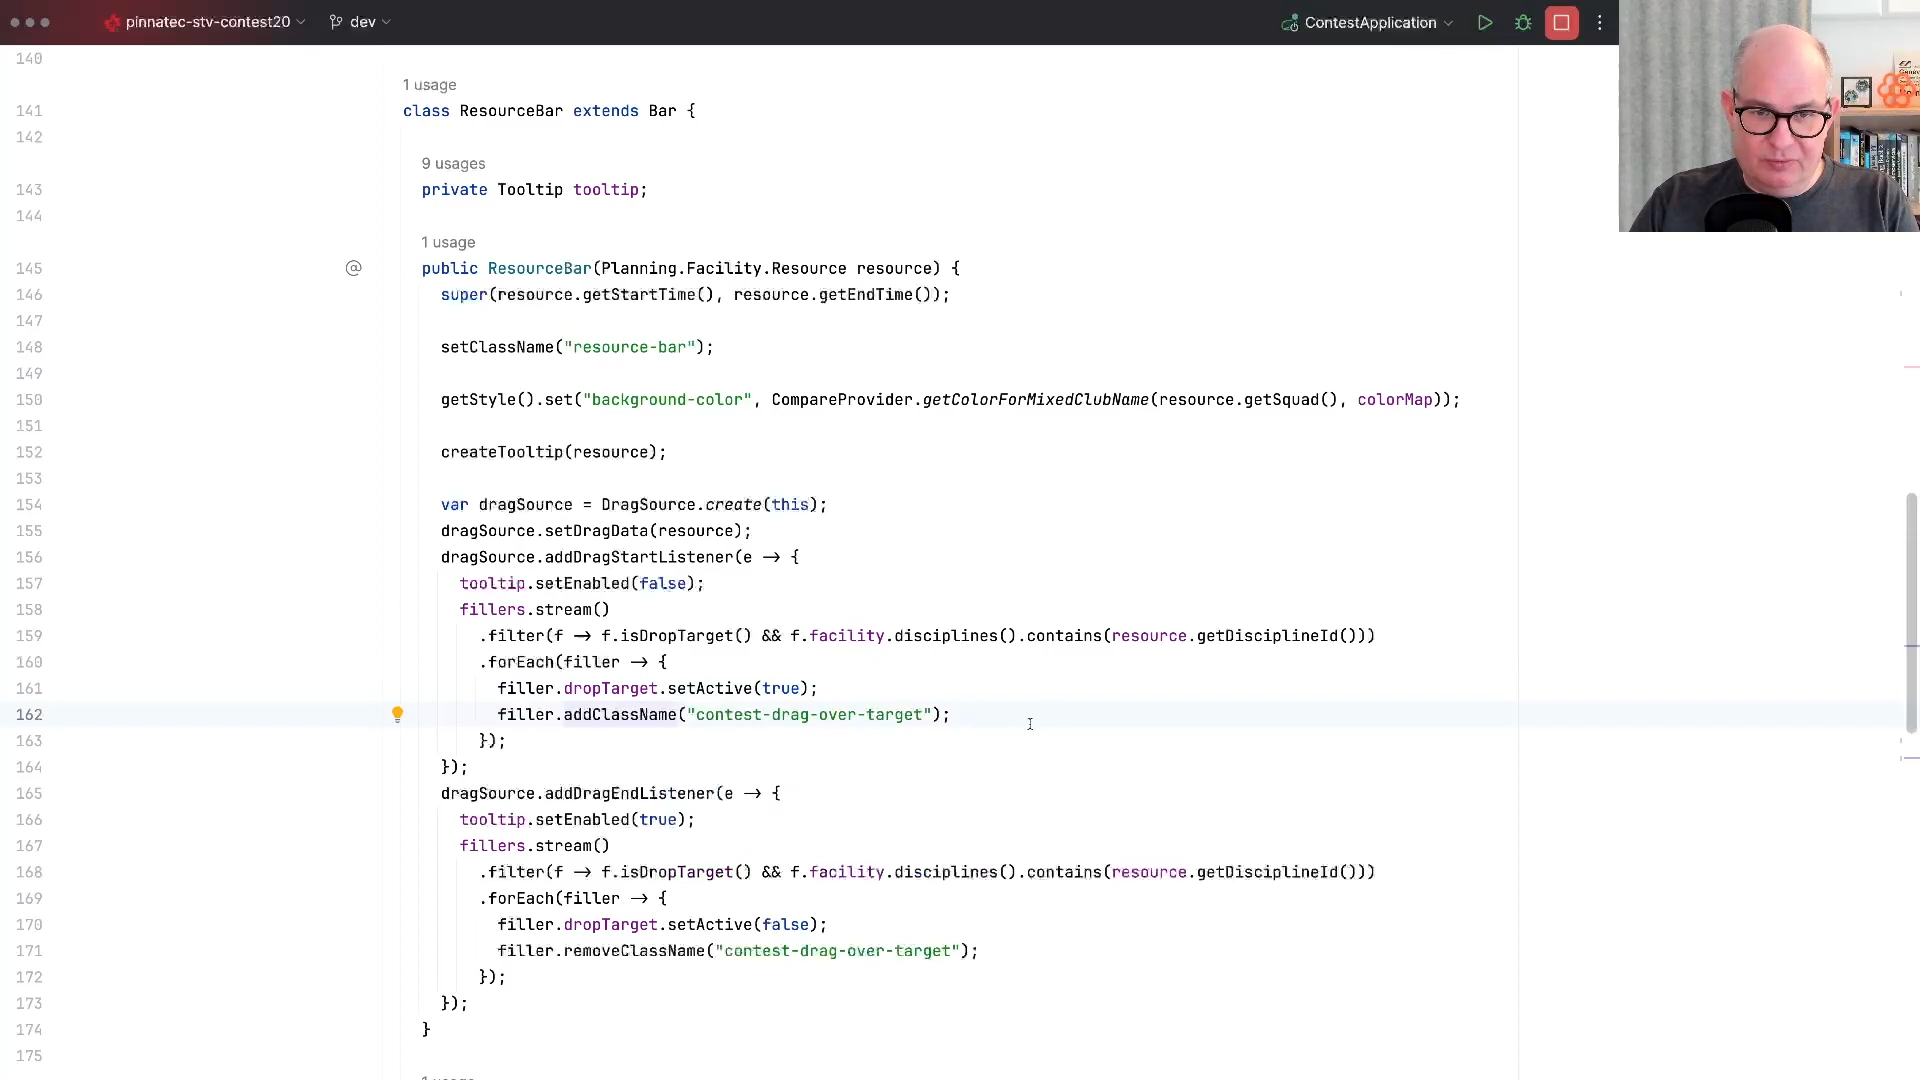 pinnatec-stv-contest20
dev
ContestApplication
140
1 usage
141 class ResourceBar extends Bar {
142
9 usages
143 private Tooltip tooltip;
144
1 usage
145 public ResourceBar(Planning.Facility.Resource resource) {
146 super(resource.getStartTime(), resource.getEndTime());
147
148 setClassName("resource-bar");
149
150 getStyle().set("background-color", CompareProvider.getColorForMixedClubName(resource.getSquad(), colorMap));
151
152 createTooltip(resource);
153
154 var dragSource = DragSource.create(this);
155 dragSource.setDragData(resource);
156 dragSource.addDragStartListener(e → {
157 tooltip.setEnabled(false);
158 fillers.stream()
159 .filter(f → f.isDropTarget() && f.facility.disciplines().contains(resource.getDisciplineId()))
160 .forEach(filler → {
161 filler.dropTarget.setActive(true);
162 filler.addClassName("contest-drag-over-target");
163 });
164 });
165 dragSource.addDragEndListener(e → {
166 tooltip.setEnabled(true);
167 fillers.stream()
168 .filter(f → f.isDropTarget() && f.facility.disciplines().contains(resource.getDisciplineId()))
169 .forEach(filler → {
170 filler.dropTarget.setActive(false);
171 filler.removeClassName("contest-drag-over-target");
172 });
173 });
174 }
175